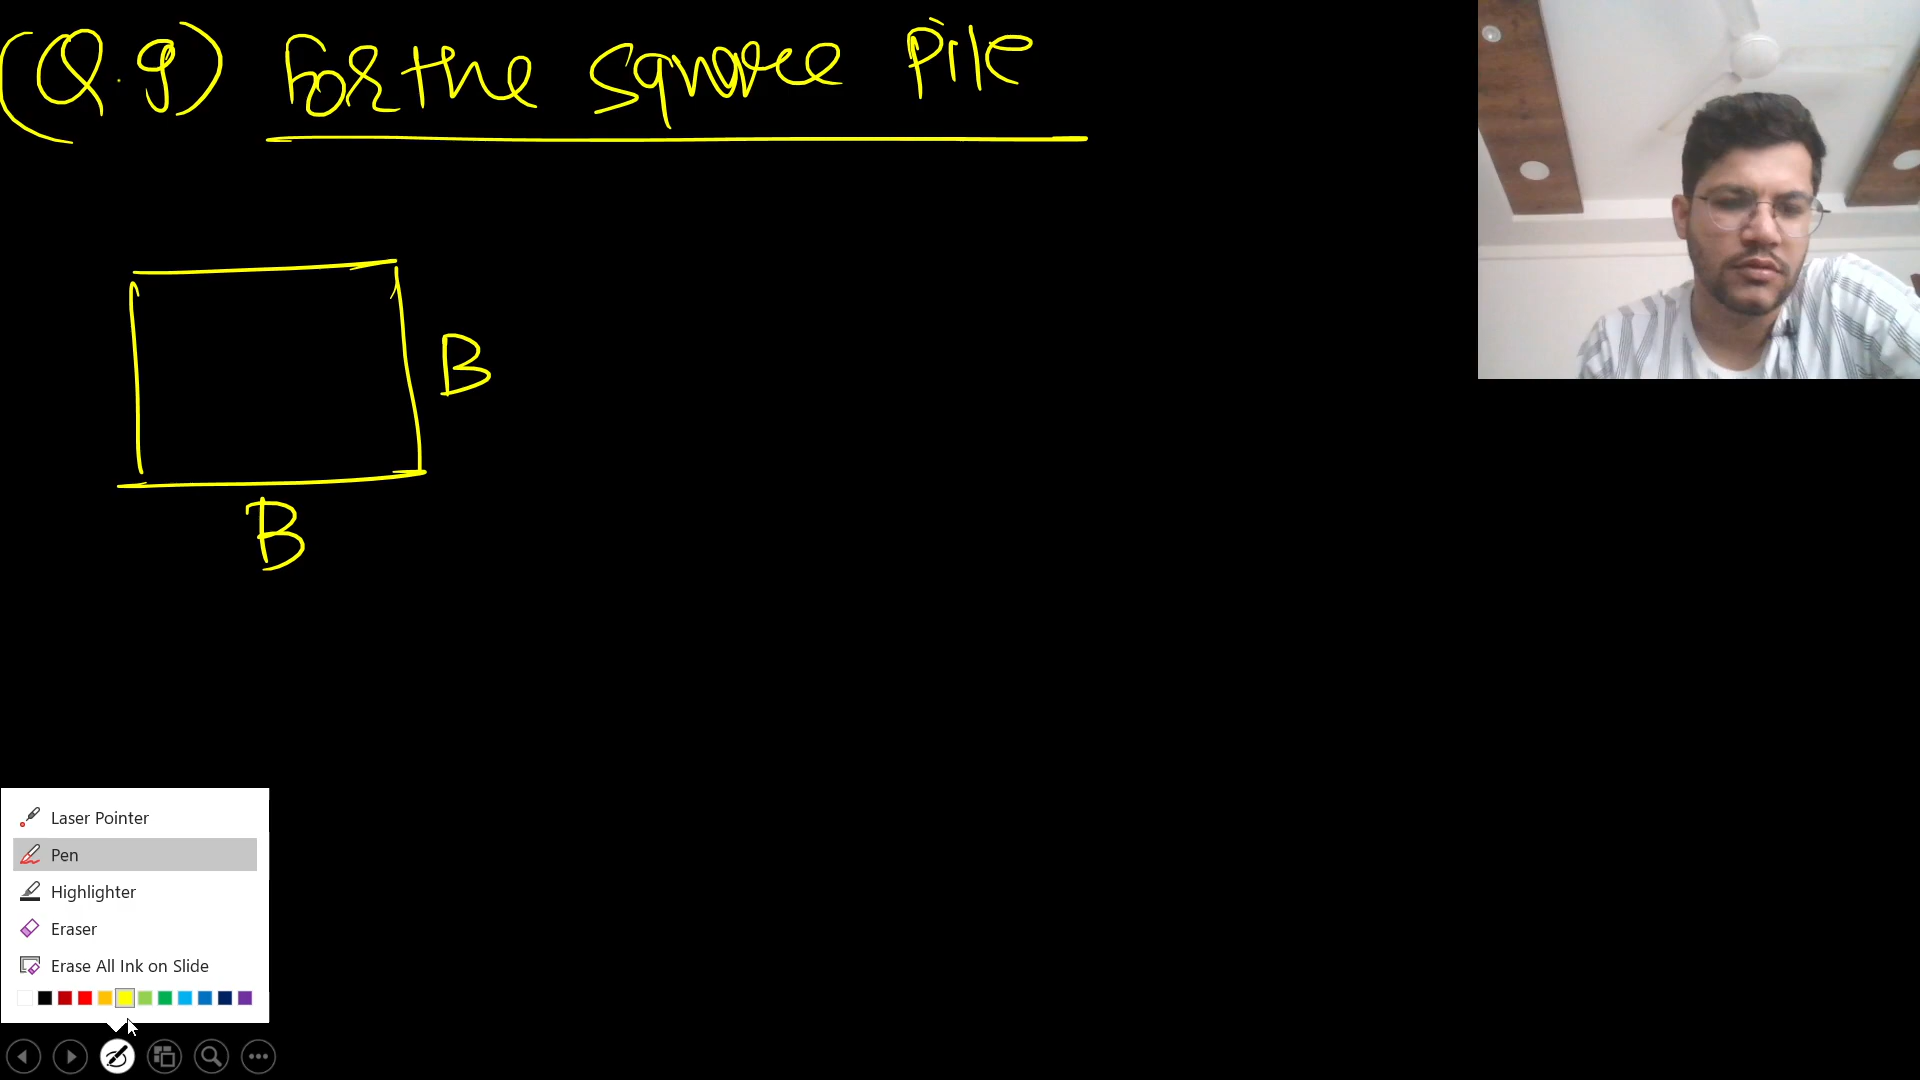 (Q.9) For the square Pile
B
B
Laser Pointer
Pen
Highlighter
Eraser
Erase All Ink on Slide